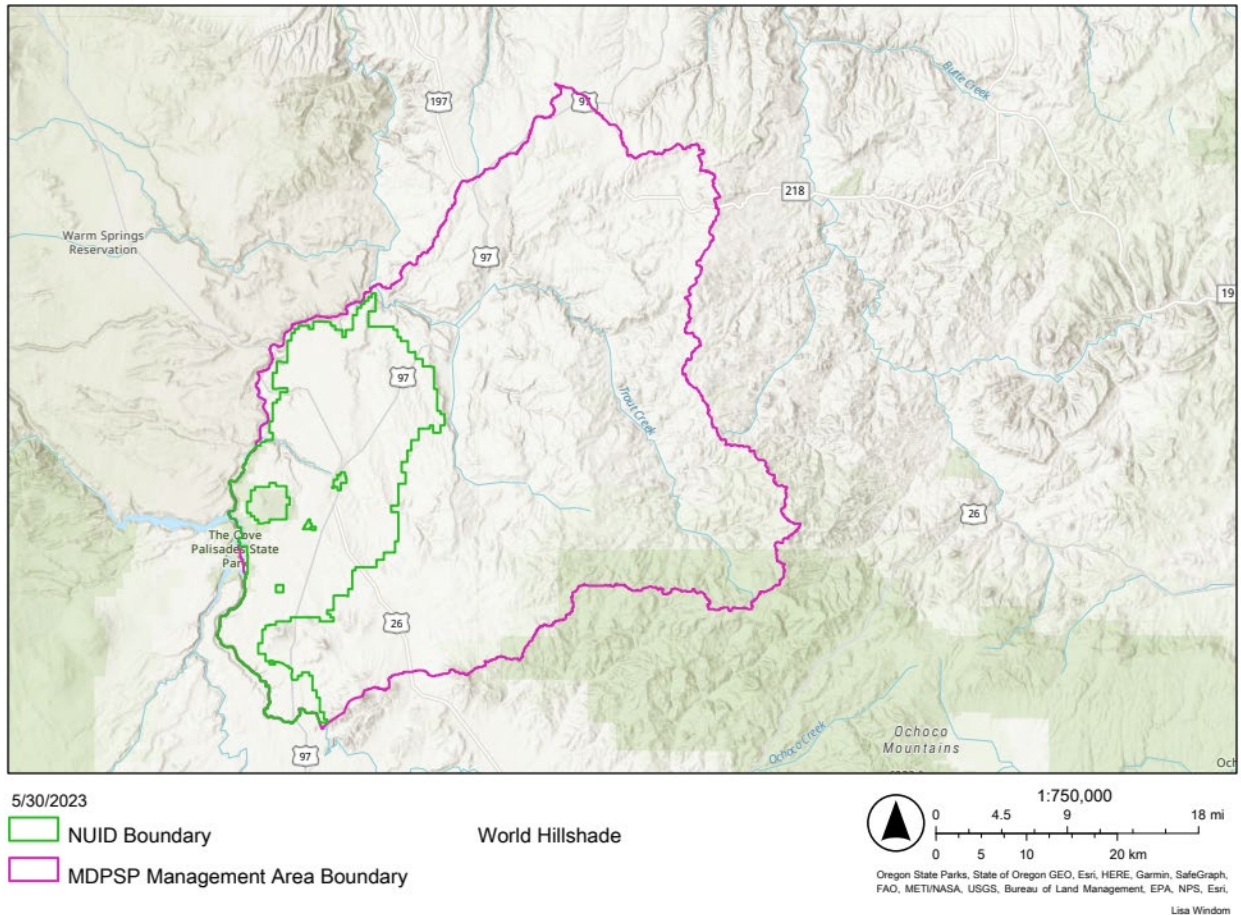 Butte Creek
197
97
218
Warm Springs
Reservation
97
19
97
Trout Creek
26
The Cove
Palisades State
Park
26
Ochoco
Mountains
Ochoco Creek
97
Och
5/30/2023
NUID Boundary
MDPSP Management Area Boundary
World Hillshade
1:750,000
0 4.5 9 18 mi
0 5 10 20 km
Oregon State Parks, State of Oregon GEO, Esri, HERE, Garmin, SafeGraph,
FAO, METI/NASA, USGS, Bureau of Land Management, EPA, NPS, Esri,
Lisa Windom